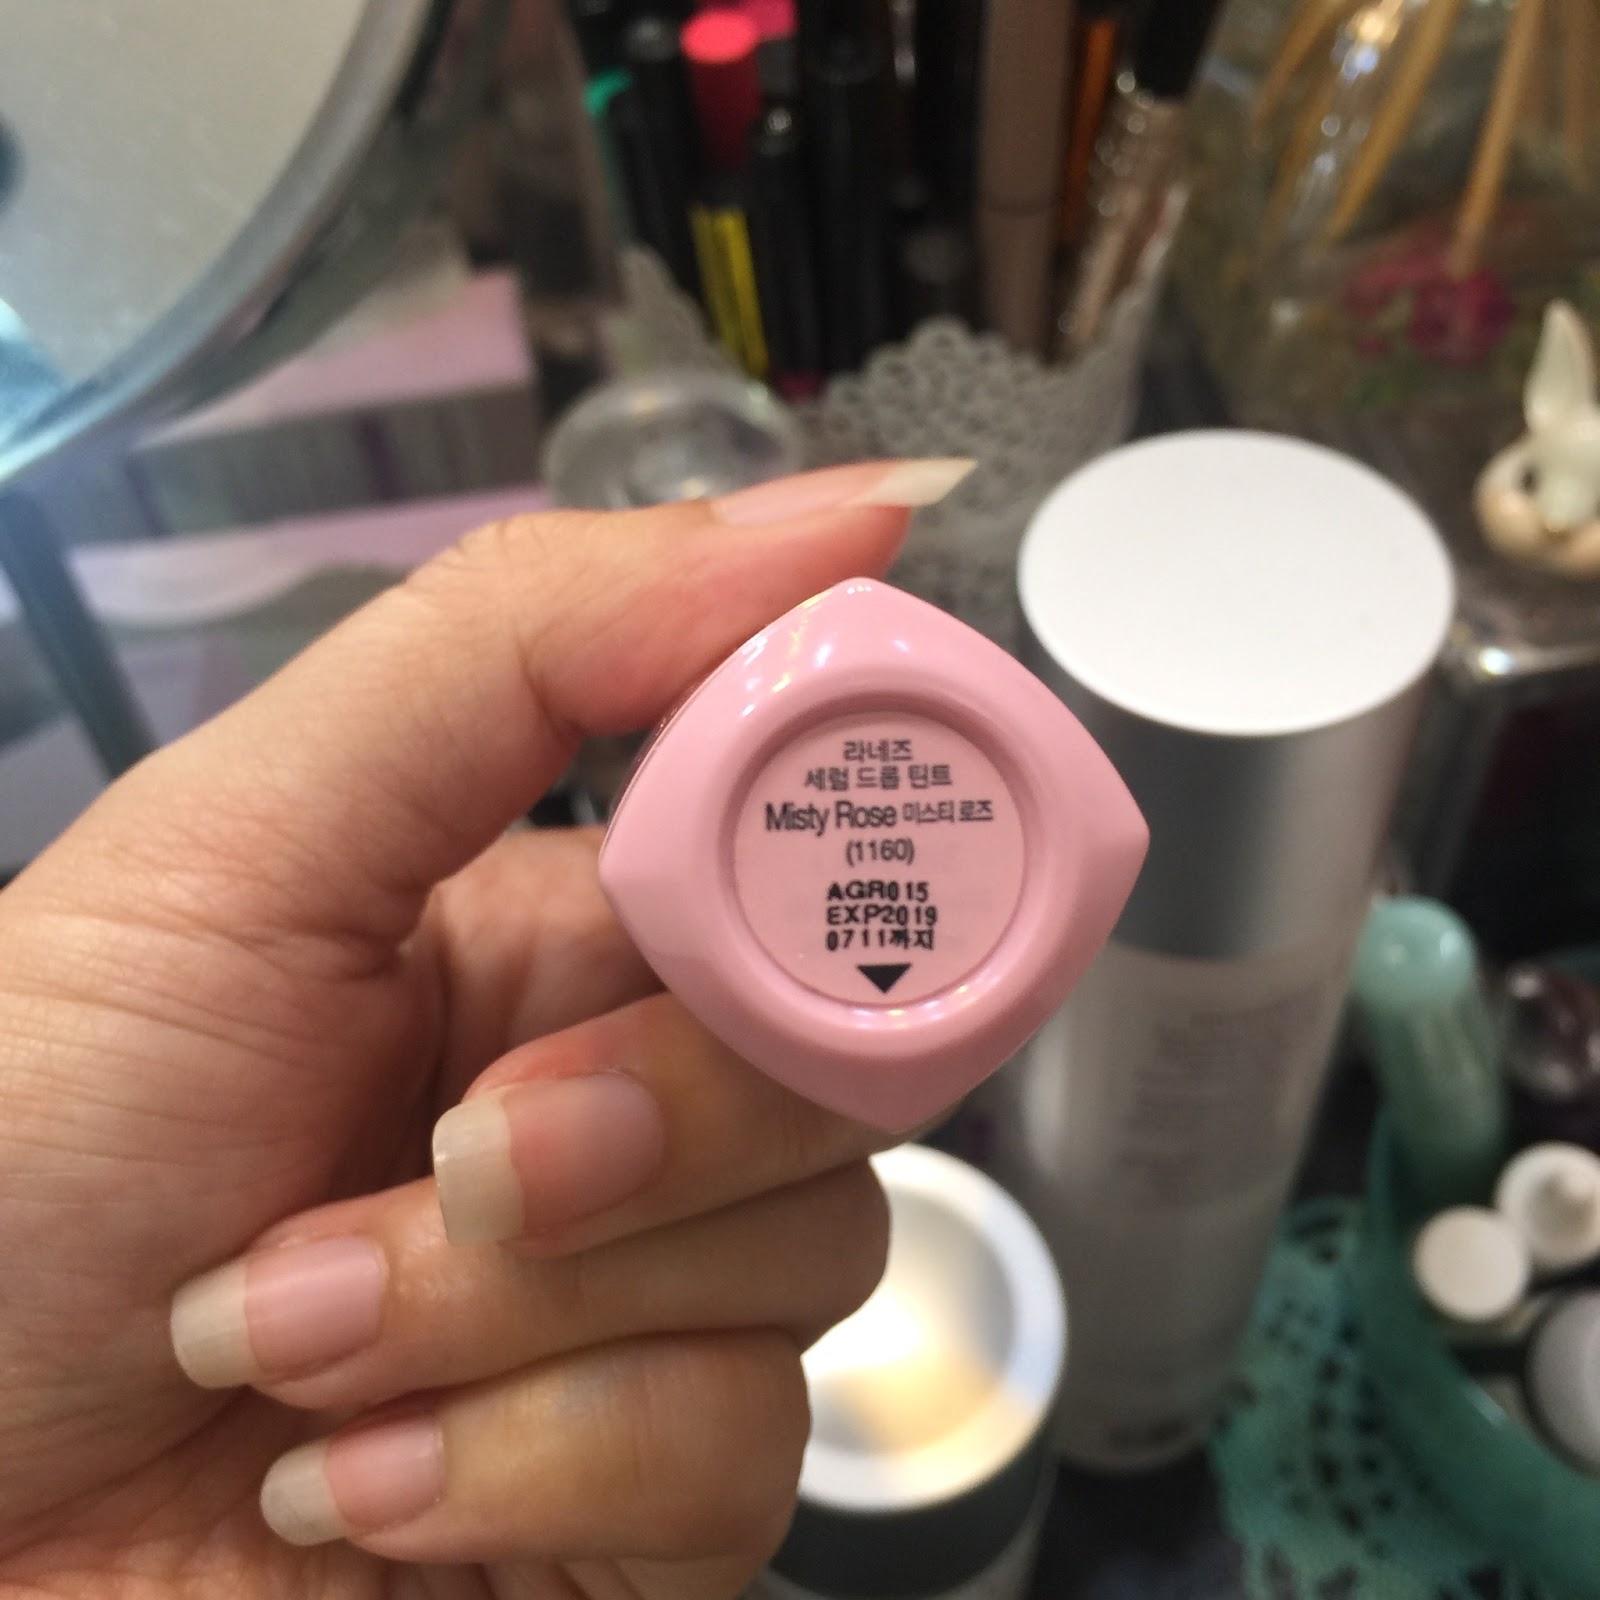 라네즈
세럼 드롭 틴트
Misty Rose 미스티 로즈
(1160)
AGR015
EXP2019
0711까지